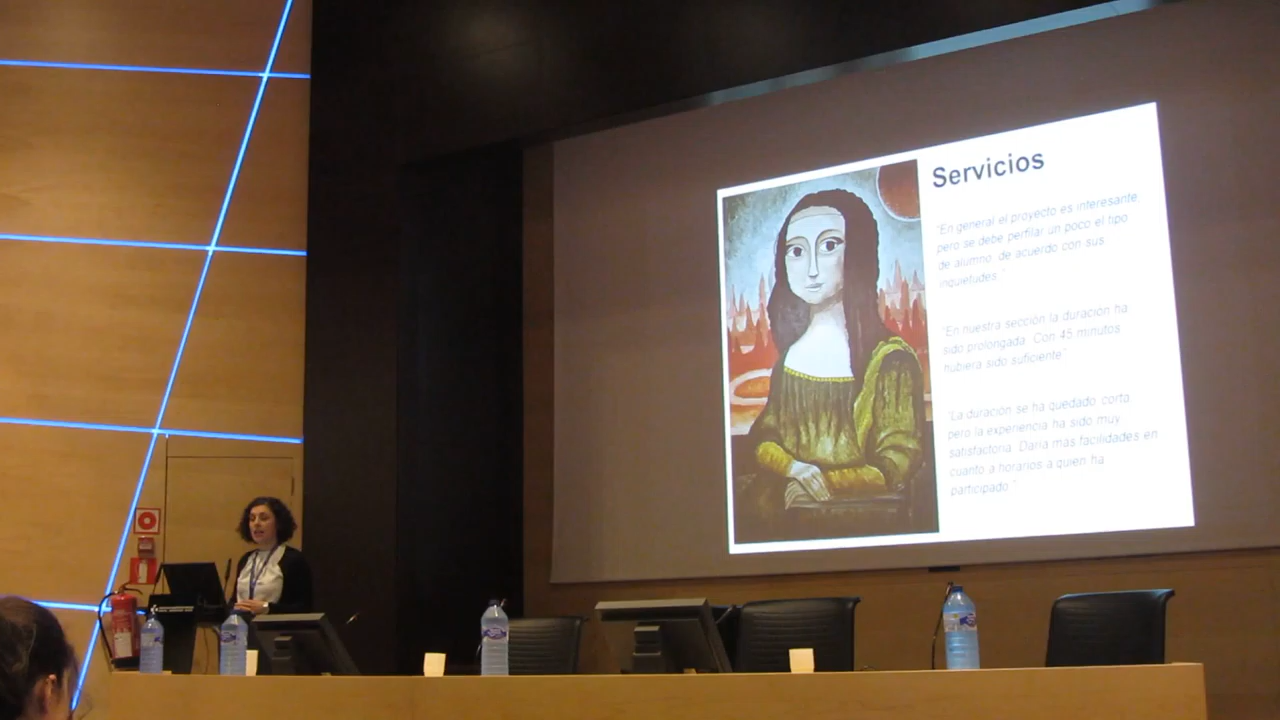 Servicios
"En general el proyecto es interesante
pero se debe perfilar un poco el tipo
de alumno, de acuerdo con sus
inquietudes."
"En nuestra sección la duración ha
sido prolongada. Con 45 minutos
hubiera sido suficiente"
"La duración se ha quedado corta
pero la experiencia ha sido muy
satisfactoria. Daría más facilidades en
cuanto a horarios a quien ha
participado."